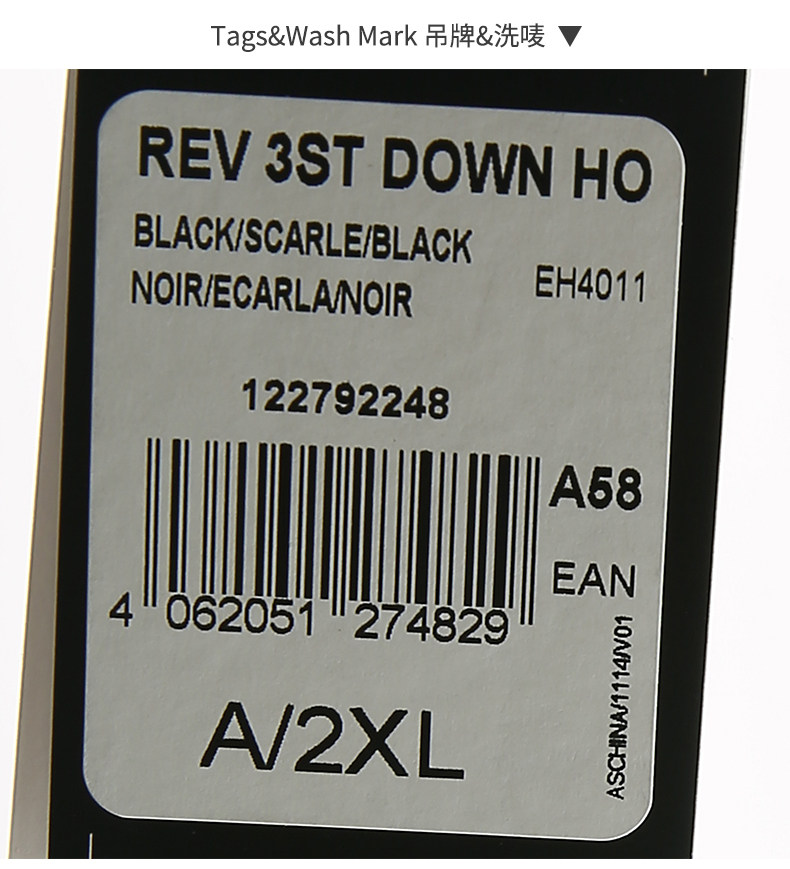 Tags&Wash Mark 吊牌&洗唛 ▼
REV 3ST DOWN HO
BLACK/SCARLE/BLACK
NOIR/ECARLA/NOIR
EH4011
122792248
A58
EAN
4 062051 274829
ASCHINA/1114/V01
A/2XL